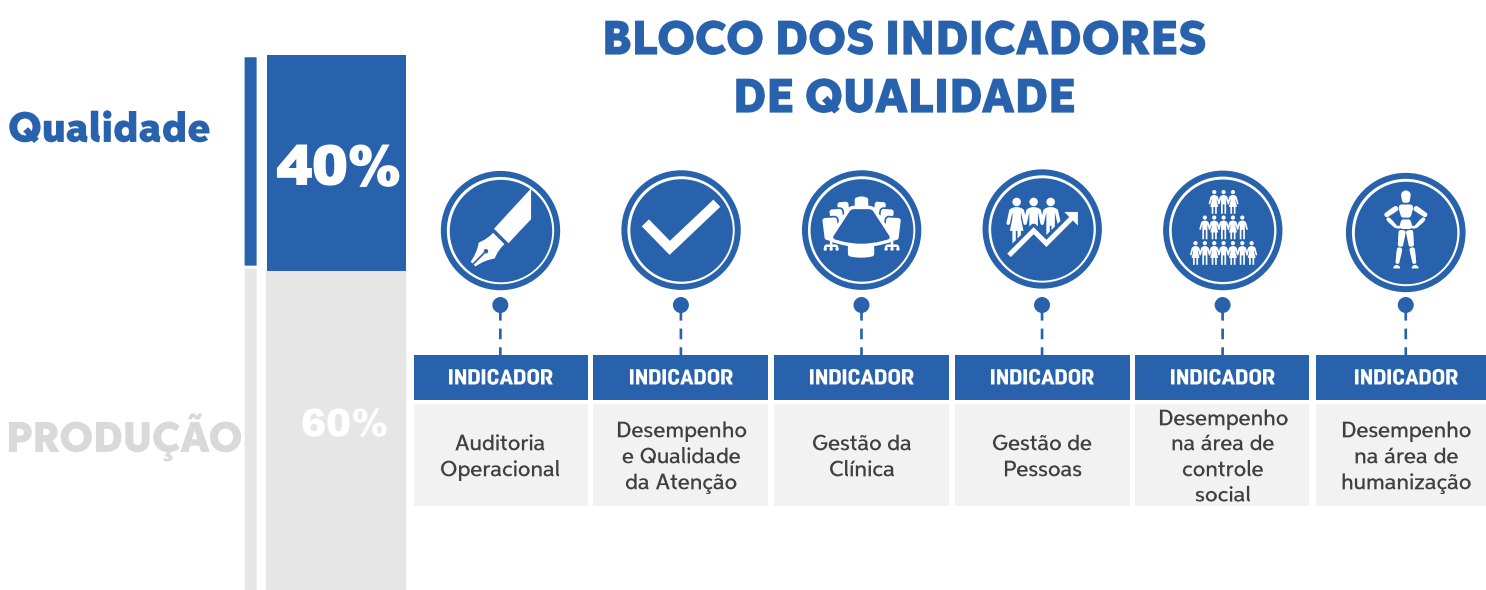 BLOCO DOS INDICADORES
DE QUALIDADE
Qualidade
40%
PRODUÇÃO
60%
INDICADOR
Auditoria
Operacional
INDICADOR
Desempenho
e Qualidade
da Atenção
INDICADOR
Gestão da
Clínica
INDICADOR
Gestão de
Pessoas
INDICADOR
Desempenho
na área de
controle
social
INDICADOR
Desempenho
na área de
humanização